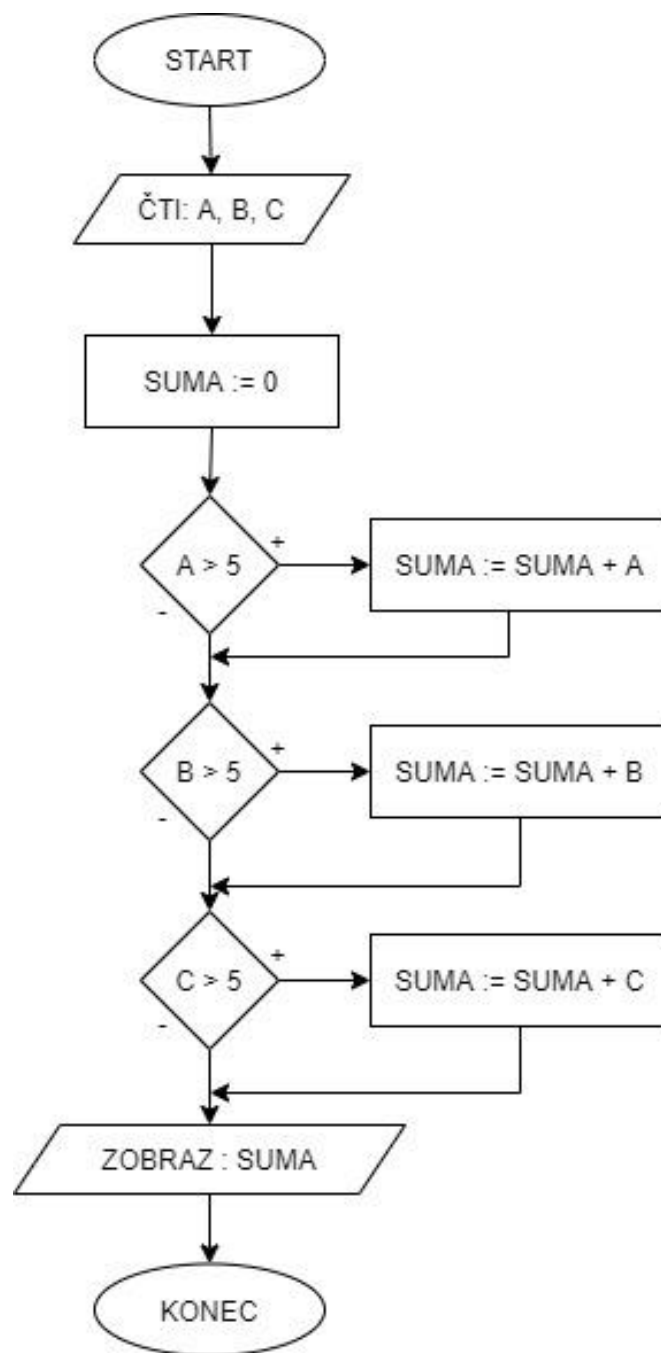 START
ČTI: A, B, C
SUMA := 0
A > 5
+
SUMA := SUMA + A
-
B > 5
+
SUMA := SUMA + B
-
C > 5
+
SUMA := SUMA + C
-
ZOBRAZ : SUMA
KONEC